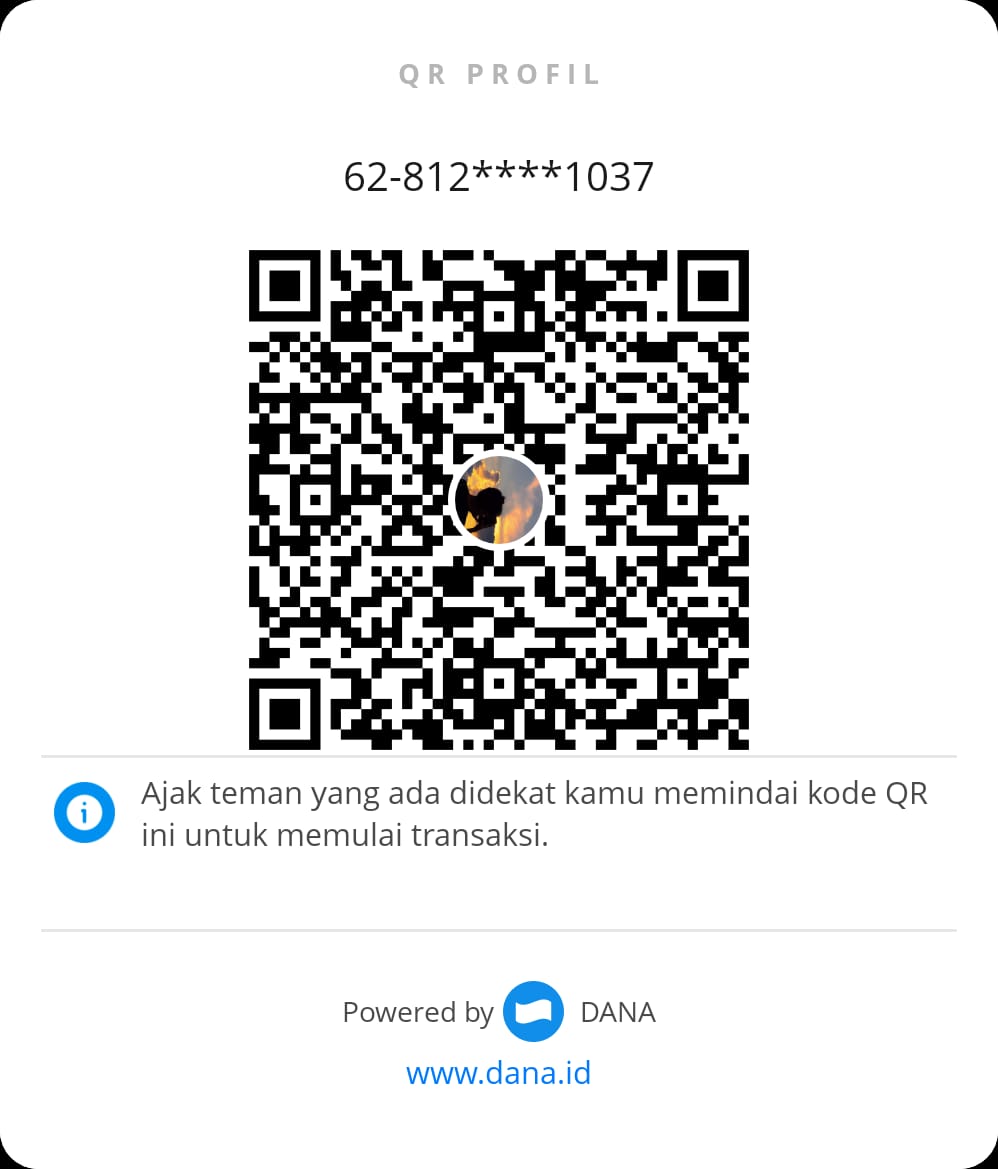 QR PROFIL
62-812****1037
Ajak teman yang ada didekat kamu memindai kode QR
ini untuk memulai transaksi.
Powered by DANA
www.dana.id